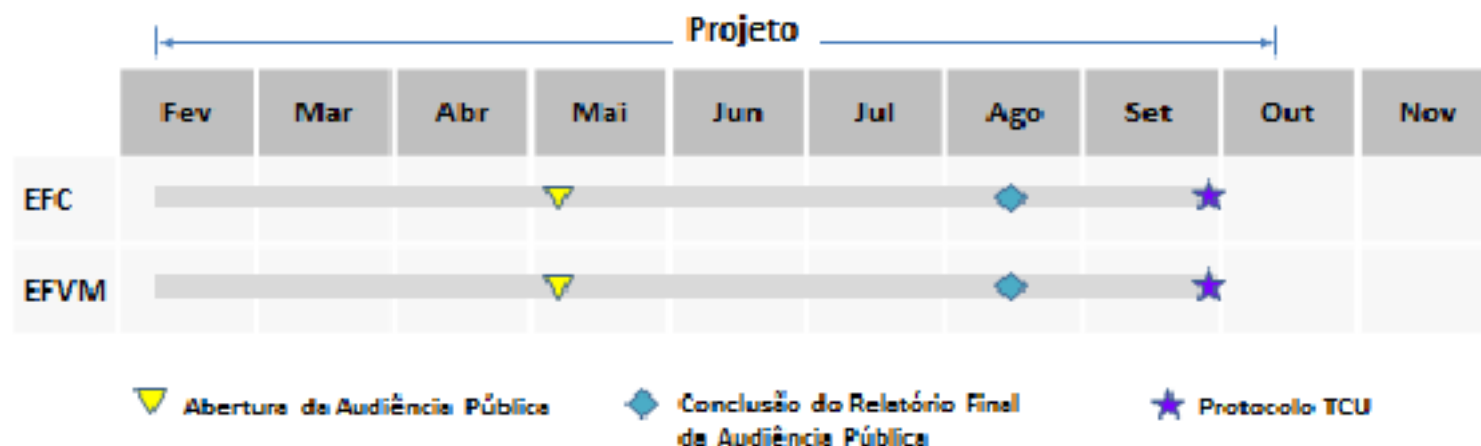 Projeto
Fev Mar Abr Mai Jun Jul Ago Set Out Nov
EFC
EFVM
Abertura da Audiência Pública Conclusão do Relatório Final Protocolo TCU
da Audiência Pública